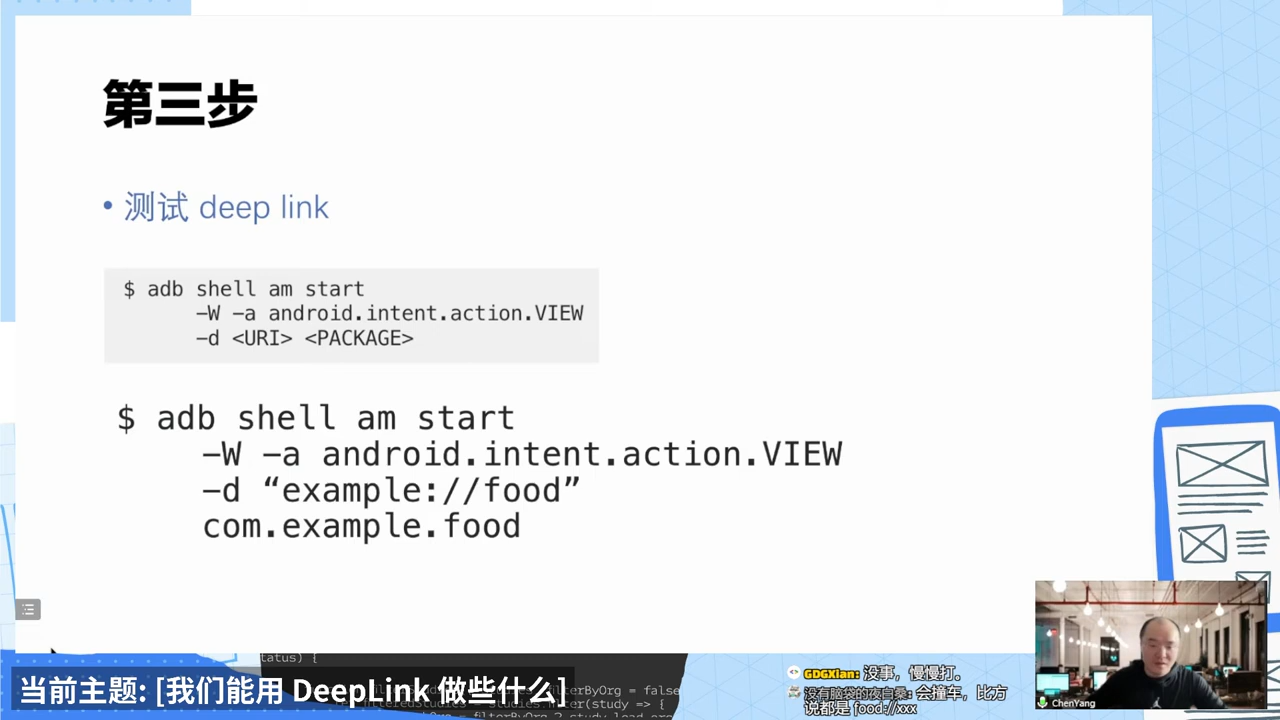 第三步
• 测试 deep link
$ adb shell am start
-W -a android.intent.action.VIEW
-d <URI> <PACKAGE>
$ adb shell am start
-W -a android.intent.action.VIEW
-d “example://food”
com.example.food
tatus) {
当前主题: [我们能用 DeepLink 做些什么]
GDGXian: 没事，慢慢打。
没有脑袋的夜自桑: 会撞车，比方
说都是 food://xxx
ChenYang